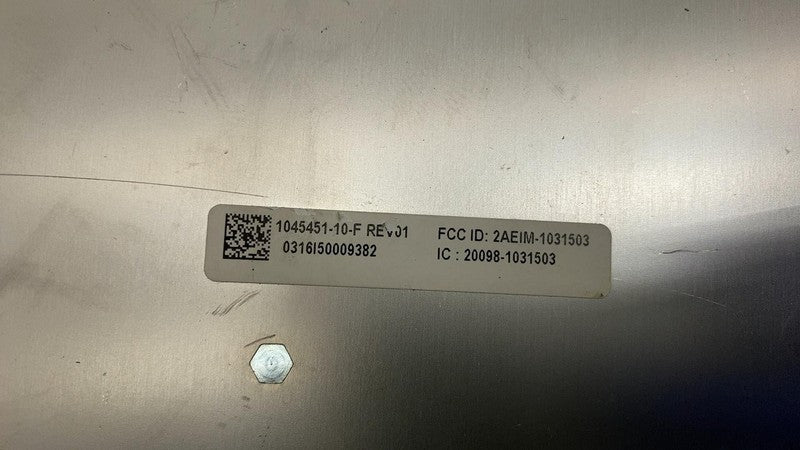 1045451-10-F REV01
0316I50009382
FCC ID: 2AEIM-1031503
IC : 20098-1031503